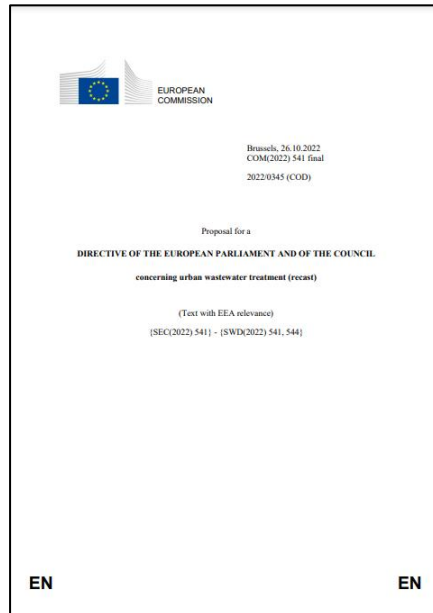 EUROPEAN
COMMISSION
Brussels, 26.10.2022
COM(2022) 541 final
2022/0345 (COD)
Proposal for a
DIRECTIVE OF THE EUROPEAN PARLIAMENT AND OF THE COUNCIL
concerning urban wastewater treatment (recast)
(Text with EEA relevance)
{SEC(2022) 541} - {SWD(2022) 541, 544}
EN
EN